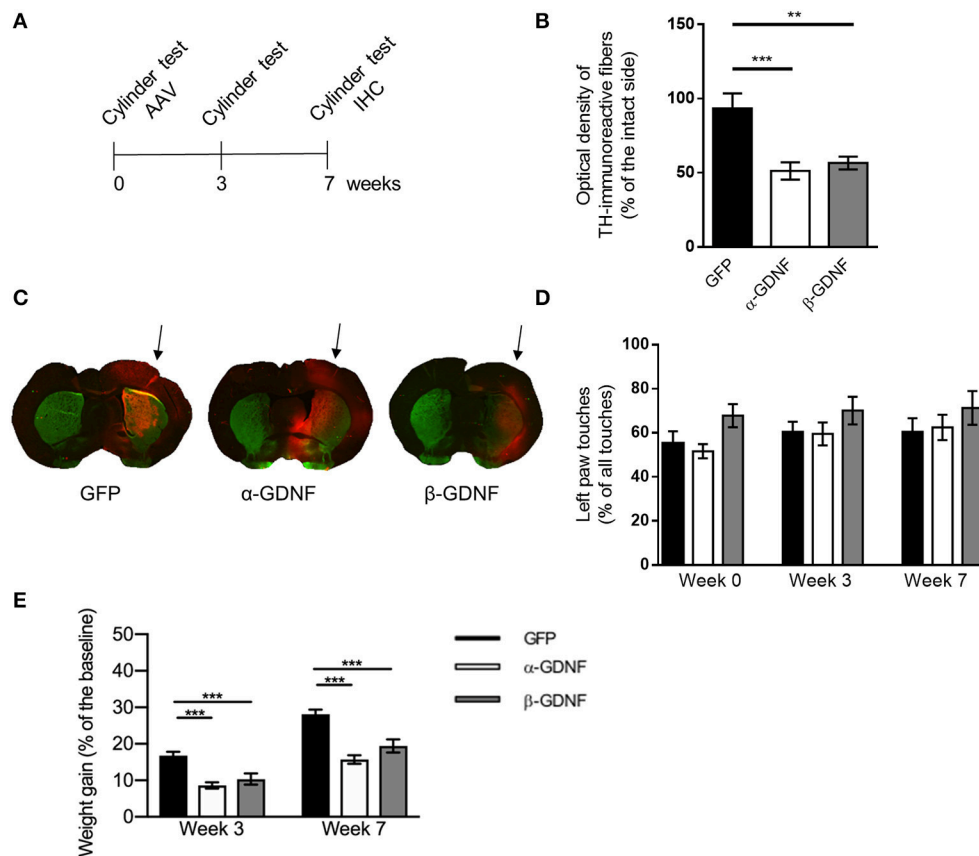 A
Cylinder test
AAV
Cylinder test
Cylinder test
IHC
0
3
7
weeks
B
Optical density of
TH-immunoreactive fibers
(% of the intact side)
150
100
50
0
**
***
GFP
α-GDNF
β-GDNF
C
GFP
α-GDNF
β-GDNF
D
Left paw touches
(% of all touches)
100
80
60
40
20
0
Week 0
Week 3
Week 7
E
Weight gain (% of the baseline)
50
40
30
20
10
0
***
***
***
***
Week 3
Week 7
GFP
α-GDNF
β-GDNF